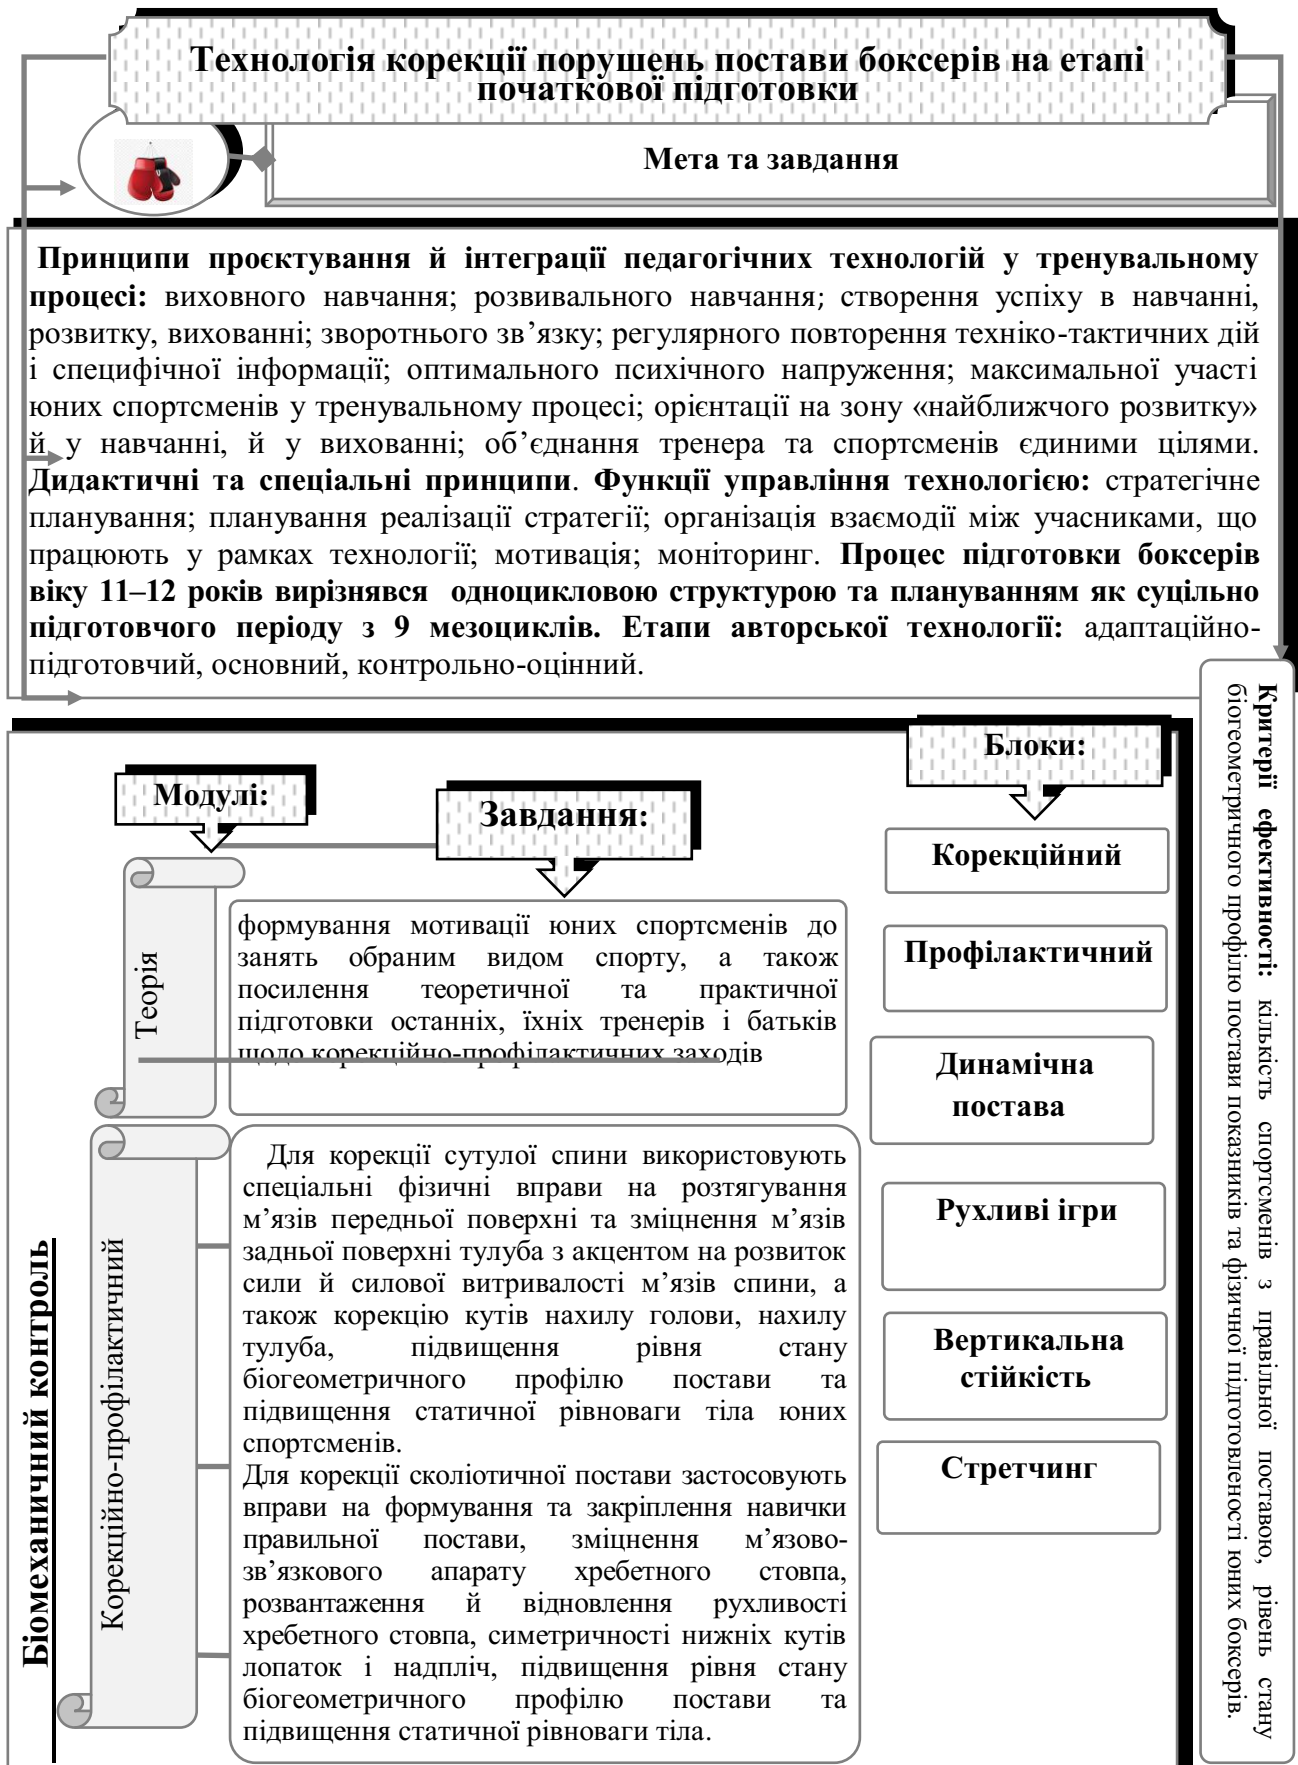 Технологія корекції порушень постави боксерів на етапі
початкової підготовки
Мета та завдання
Принципи проєктування й інтеграції педагогічних технологій у тренувальному
процесі: виховного навчання; розвивального навчання; створення успіху в навчанні,
розвитку, вихованні; зворотнього зв’язку; регулярного повторення техніко-тактичних дій
і специфічної інформації; оптимального психічного напруження; максимальної участі
юних спортсменів у тренувальному процесі; орієнтації на зону «найближчого розвитку»
й у навчанні, й у вихованні; об’єднання тренера та спортсменів єдиними цілями.
Дидактичні та спеціальні принципи. Функції управління технологією: стратегічне
планування; планування реалізації стратегії; організація взаємодії між учасниками, що
працюють у рамках технології; мотивація; моніторинг. Процес підготовки боксерів
віку 11–12 років вирізнявся одноцикловою структурою та плануванням як суцільно
підготовчого періоду з 9 мезоциклів. Етапи авторської технології: адаптаційно-
підготовчий, основний, контрольно-оцінний.
Модулі:
Завдання:
Блоки:
Теорія
формування мотивації юних спортсменів до
занять обраним видом спорту, а також
посилення теоретичної та практичної
підготовки останніх, їхніх тренерів і батьків
щодо корекційно-профілактичних заходів
Біомеханичний контроль
Корекційно-профілактичний
Для корекції сутулої спини використовують
спеціальні фізичні вправи на розтягування
м’язів передньої поверхні та зміцнення м’язів
задньої поверхні тулуба з акцентом на розвиток
сили й силової витривалості м’язів спини, а
також корекцію кутів нахилу голови, нахилу
тулуба, підвищення рівня стану
біогеометричного профілю постави та
підвищення статичної рівноваги тіла юних
спортсменів.
Для корекції сколіотичної постави застосовують
вправи на формування та закріплення навички
правильної постави, зміцнення м’язово-
зв’язкового апарату хребетного стовпа,
розвантаження й відновлення рухливості
хребетного стовпа, симетричності нижніх кутів
лопаток і надпліч, підвищення рівня стану
біогеометричного профілю постави та
підвищення статичної рівноваги тіла.
Корекційний
Профілактичний
Динамічна
постава
Рухливі ігри
Вертикальна
стійкість
Стретчинг
Критерії ефективності: кількість спортсменів з правільної поставою, рівень стану
біогеометричного профілю постави показників та фізичної підготовленості юних боксерів.